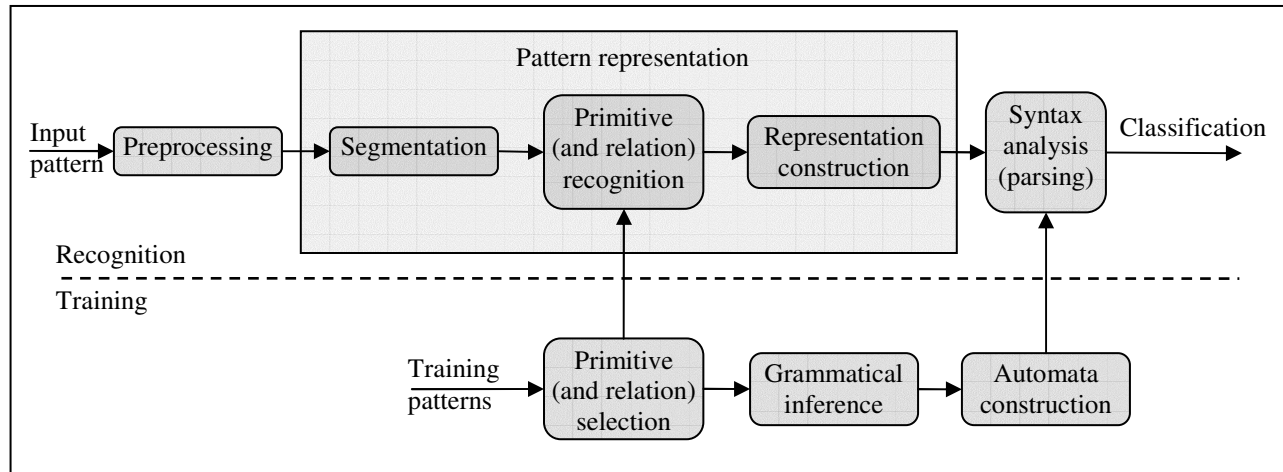 Pattern representation
Input
pattern
Preprocessing
Segmentation
Primitive
(and relation)
recognition
Representation
construction
Syntax
analysis
(parsing)
Classification
Recognition
Training
Training
patterns
Primitive
(and relation)
selection
Grammatical
inference
Automata
construction